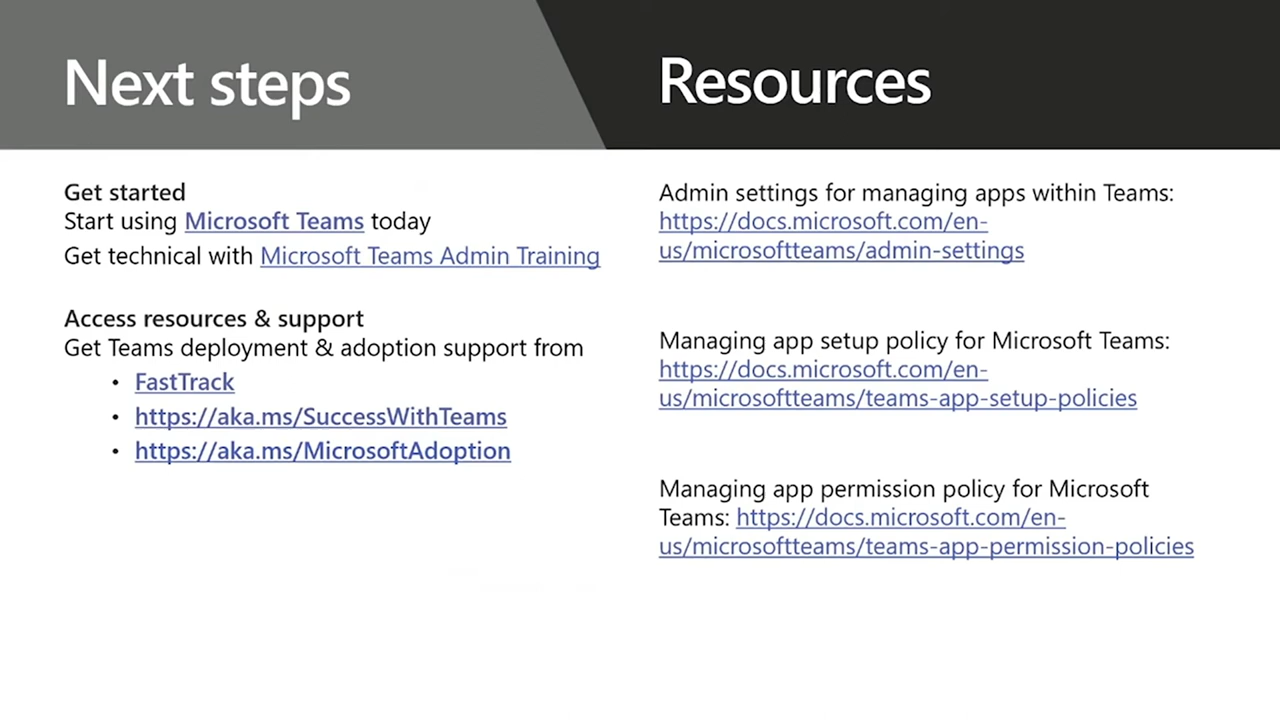 Next steps
Get started
Start using Microsoft Teams today
Get technical with Microsoft Teams Admin Training
Access resources & support
Get Teams deployment & adoption support from
• FastTrack
• https://aka.ms/SuccessWithTeams
• https://aka.ms/MicrosoftAdoption
Resources
Admin settings for managing apps within Teams:
https://docs.microsoft.com/en-
us/microsoftteams/admin-settings
Managing app setup policy for Microsoft Teams:
https://docs.microsoft.com/en-
us/microsoftteams/teams-app-setup-policies
Managing app permission policy for Microsoft
Teams: https://docs.microsoft.com/en-
us/microsoftteams/teams-app-permission-policies